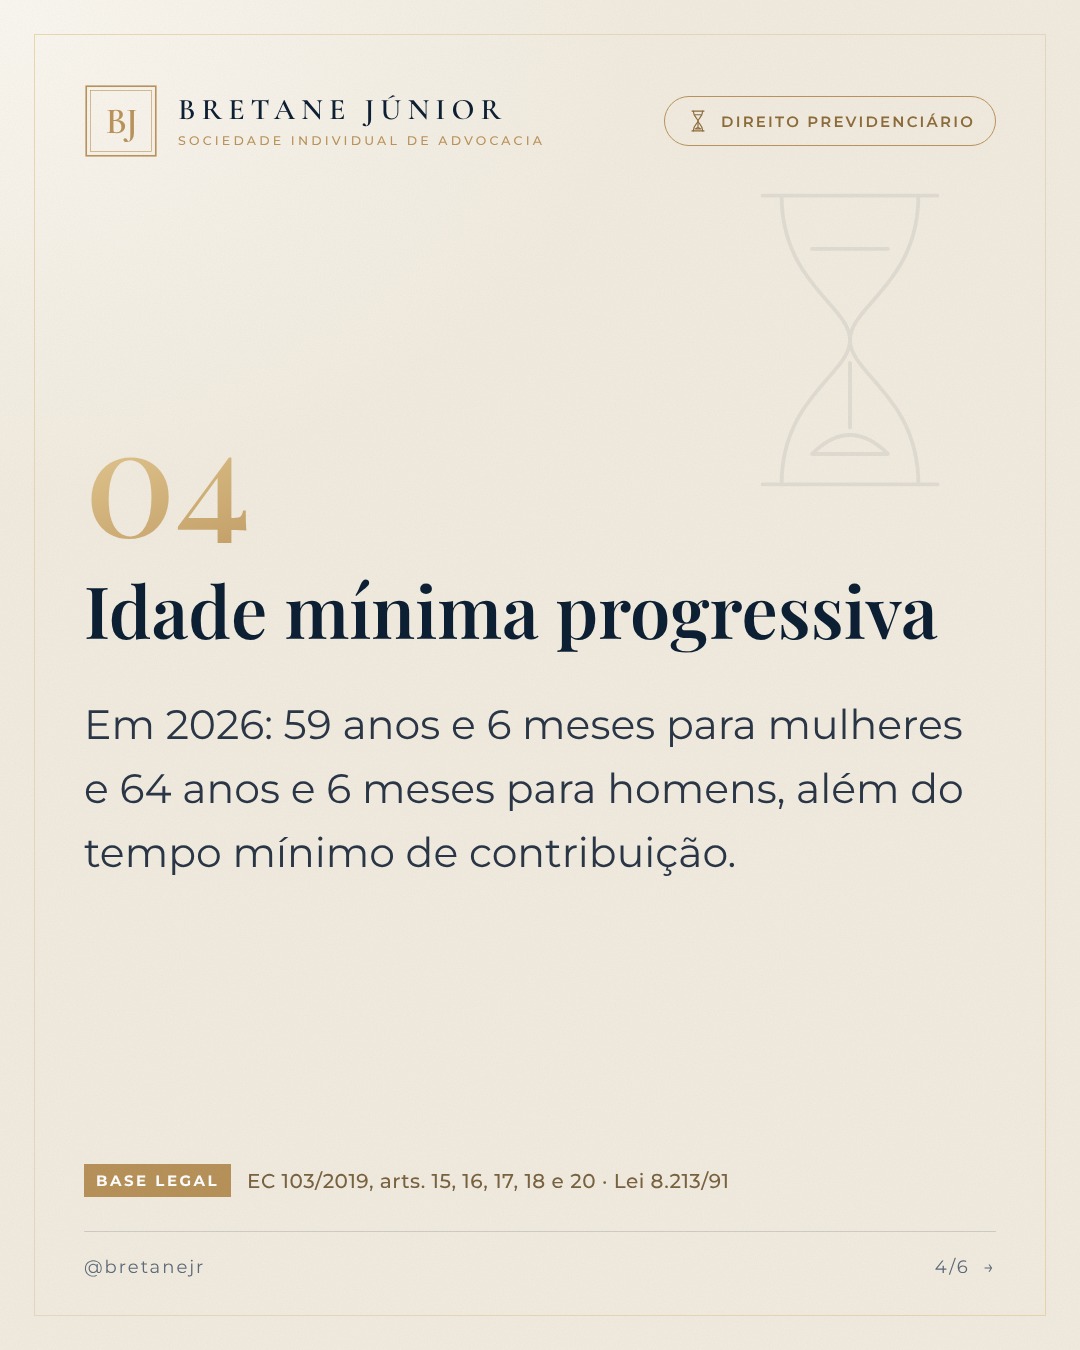 BJ
BRETANE JÚNIOR
SOCIEDADE INDIVIDUAL DE ADVOCACIA
DIREITO PREVIDENCIÁRIO
04
Idade mínima progressiva
Em 2026: 59 anos e 6 meses para mulheres
e 64 anos e 6 meses para homens, além do
tempo mínimo de contribuição.
BASE LEGAL
EC 103/2019, arts. 15, 16, 17, 18 e 20 · Lei 8.213/91
@bretanejr
4/6 →